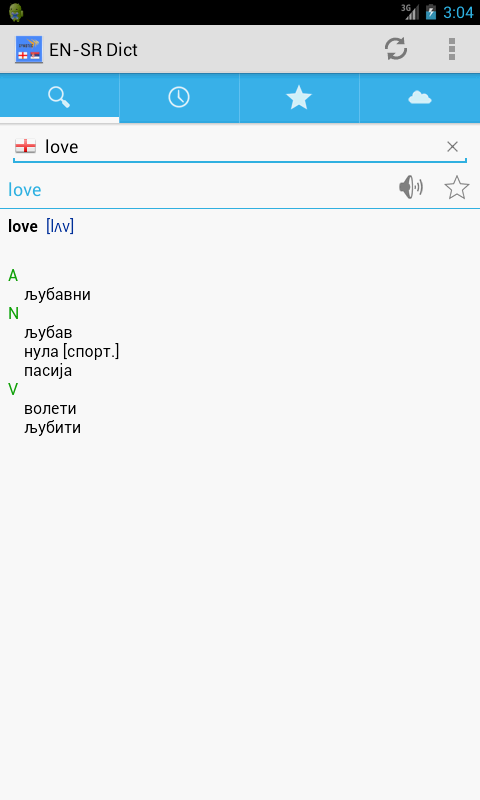 3G 3:04
EN-SR Dict
love
love
love [lʌv]
A
љубавни
N
љубав
нула [спорт.]
пасија
V
волети
љубити